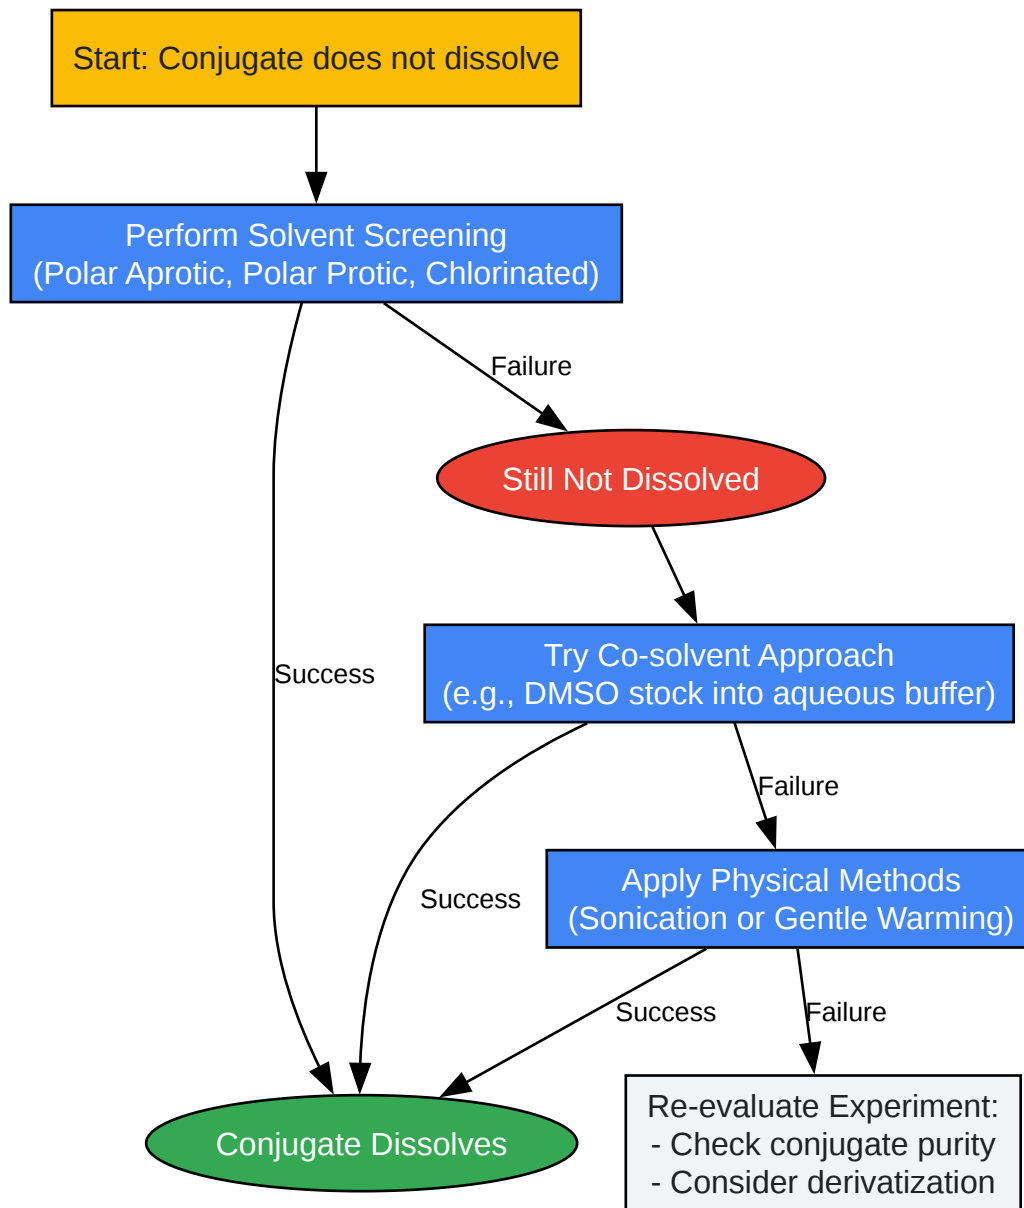 Start: Conjugate does not dissolve
Perform Solvent Screening
(Polar Aprotic, Polar Protic, Chlorinated)
Failure
Still Not Dissolved
Success
Try Co-solvent Approach
(e.g., DMSO stock into aqueous buffer)
Failure
Success
Apply Physical Methods
(Sonication or Gentle Warming)
Success
Failure
Conjugate Dissolves
Re-evaluate Experiment:
- Check conjugate purity
- Consider derivatization